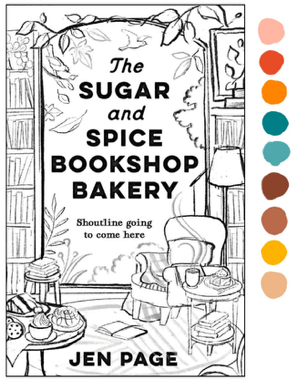 The
SUGAR
and
SPICE
BOOKSHOP
BAKERY
Shoutline going
to come here
JEN PAGE